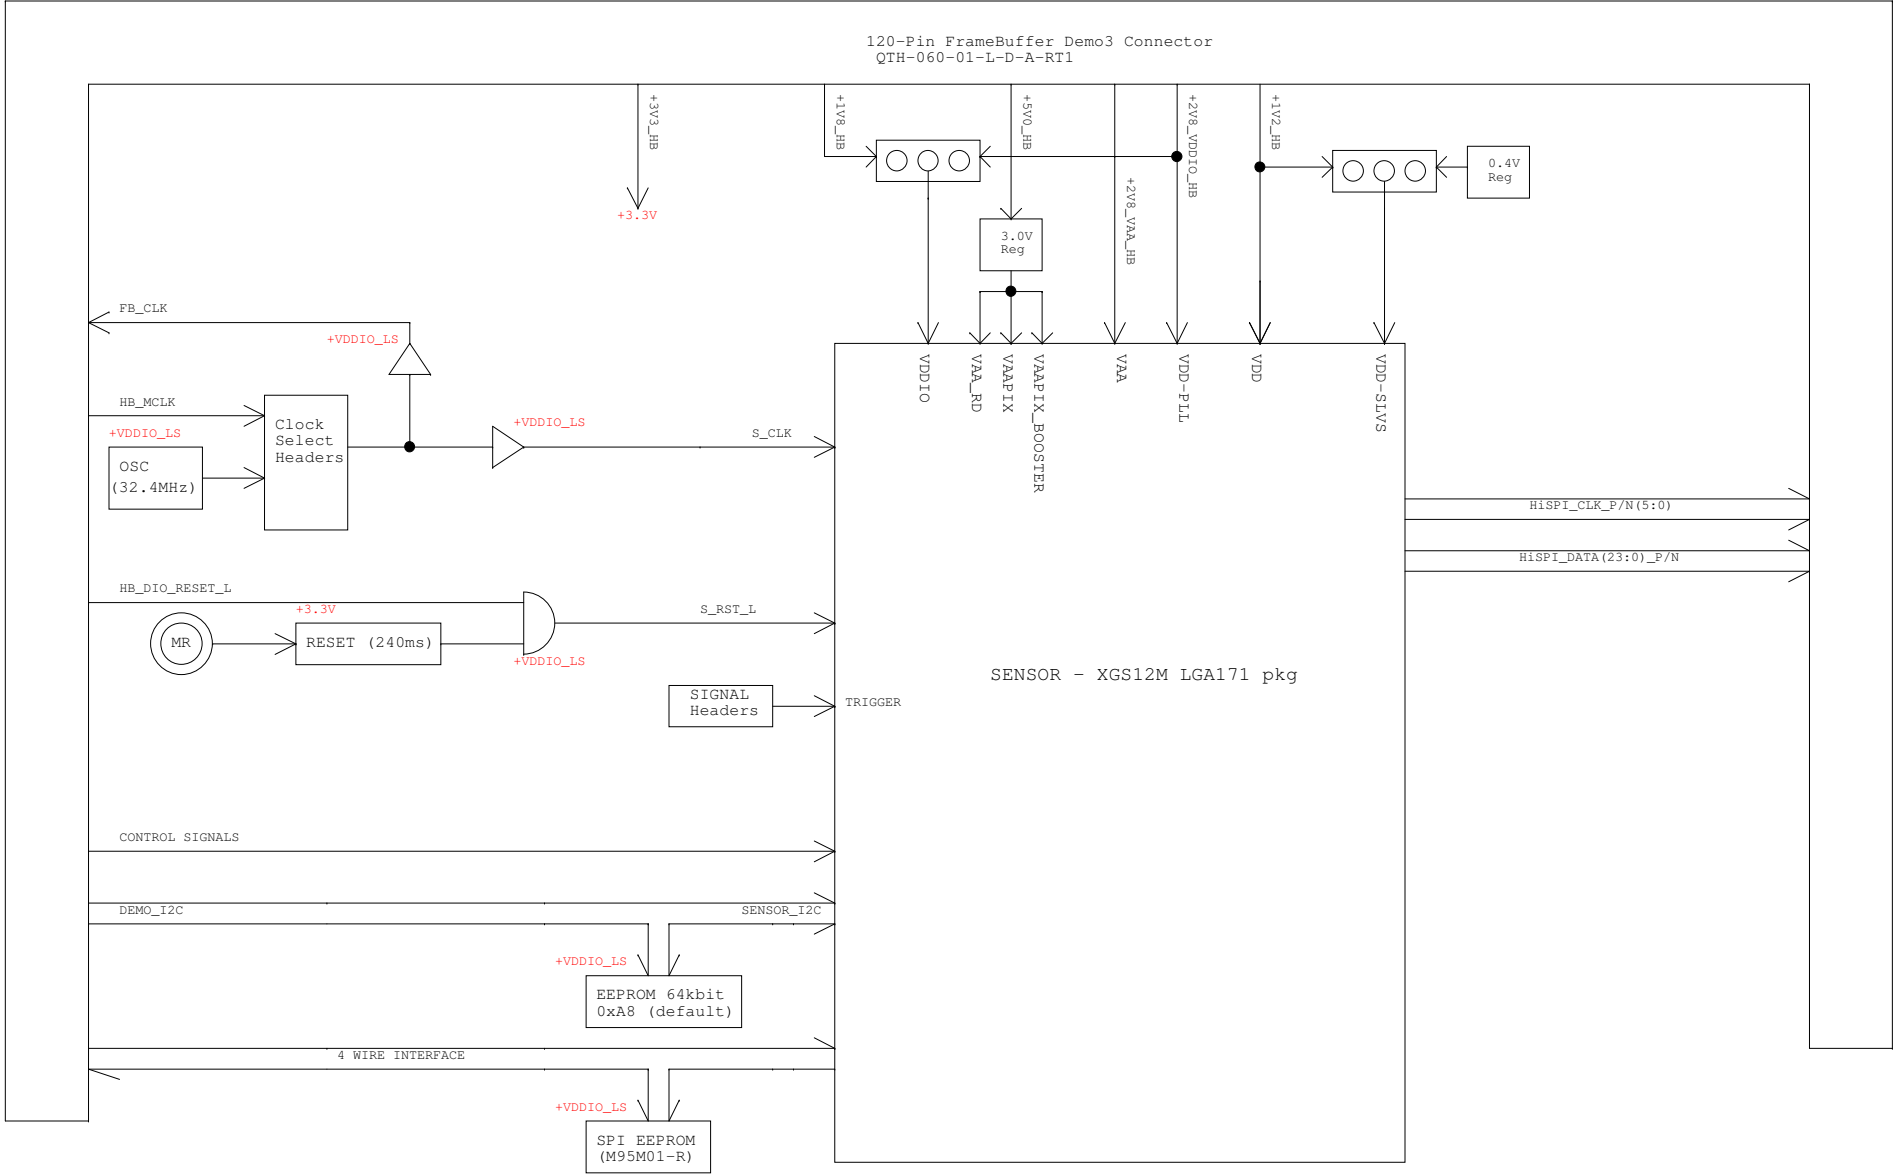 120-Pin FrameBuffer Demo3 Connector
QTH-060-01-L-D-A-RT1
+3V3_HB
+1V8_HB
+5V0_HB
+2V8_VAA_HB
+2V8_VDDIO_HB
+1V2_HB
0.4V
Reg
+3.3V
3.0V
Reg
FB_CLK
+VDDIO_LS
HB_MCLK
+VDDIO_LS
OSC
(32.4MHz)
Clock
Select
Headers
+VDDIO_LS
S_CLK
VDDIO
VAA_RD
VAAPIX
VAAPIX_BOOSTER
VAA
VDD-PLL
VDD
VDD-SLVS
HiSPI_CLK_P/N(5:0)
HiSPI_DATA(23:0)_P/N
HB_DIO_RESET_L
+3.3V
MR
RESET (240ms)
+VDDIO_LS
S_RST_L
SENSOR - XGS12M LGA171 pkg
SIGNAL
Headers
TRIGGER
CONTROL SIGNALS
DEMO_I2C
SENSOR_I2C
+VDDIO_LS
EEPROM 64kbit
0xA8 (default)
4 WIRE INTERFACE
+VDDIO_LS
SPI EEPROM
(M95M01-R)